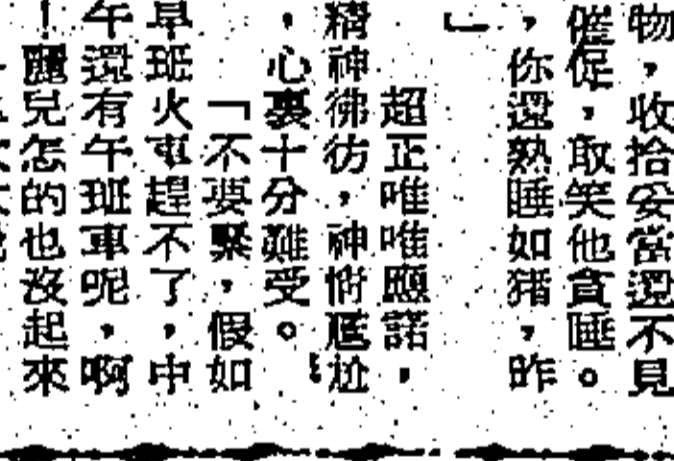 物，收拾妥當還不見
催促，取笑他貪睡。
，你還熟睡如猪，昨
」
超正唯唯應諾，
精神彿彷，神情尷尬
，心裏十分難受。
「不要緊，假如
早班火車趕不了，中
午還有午班車呢，啊
！麗兒怎的也沒起來